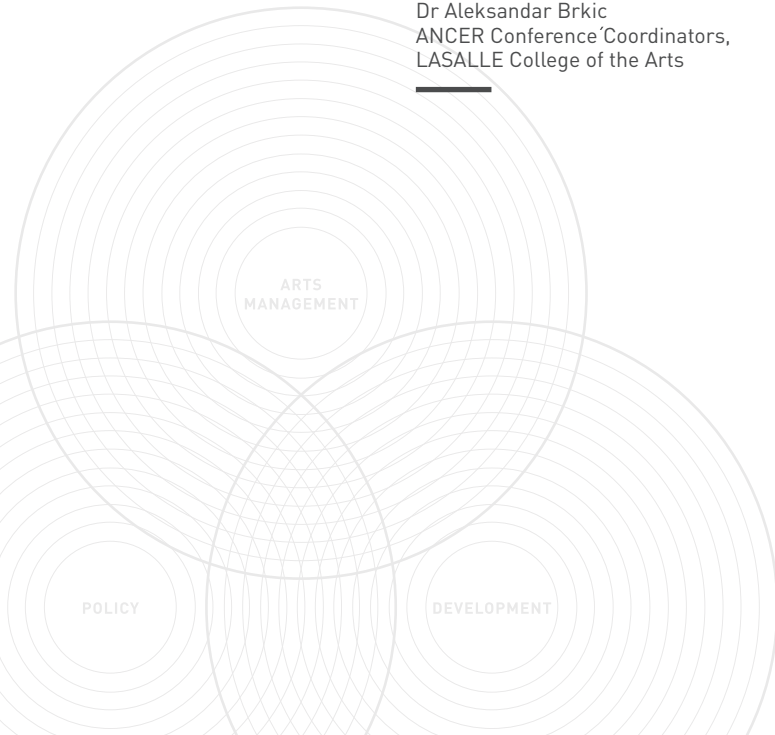 Dr Aleksandar Brkic
ANCER Conference´Coordinators,
LASALLE College of the Arts
ARTS
MANAGEMENT
POLICY
DEVELOPMENT